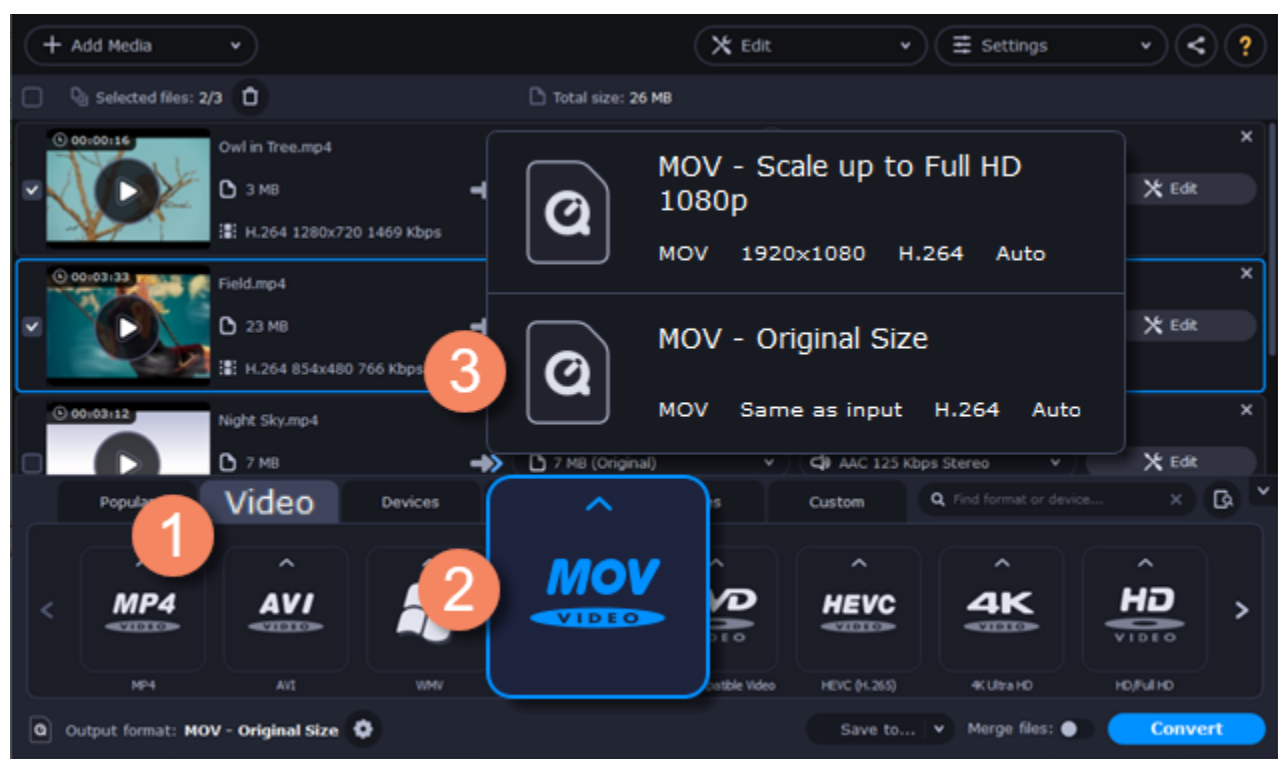 + Add Media
Edit
Settings
?
Selected files: 2/3
Total size: 26 MB
00:00:16
Owl in Tree.mp4
3 MB
H.264 1280x720 1469 Kbps
Edit
MOV - Scale up to Full HD
1080p
MOV 1920x1080 H.264 Auto
00:03:33
Field.mp4
23 MB
H.264 854x480 766 Kbps
Edit
3
MOV - Original Size
MOV Same as input H.264 Auto
00:03:12
Night Sky.mp4
7 MB
7 MB (Original)
AAC 125 Kbps Stereo
Edit
1
Video
Devices
Custom
Find format or device...
2
MP4
VIDEO
AVI
VIDEO
MOV
VIDEO
HEVC
VIDEO
4K
VIDEO
HD
VIDEO
MP4
AVI
WMV
Video
HEVC (H.265)
4K Ultra HD
HD/Full HD
Output format: MOV - Original Size
Save to...
Merge files:
Convert